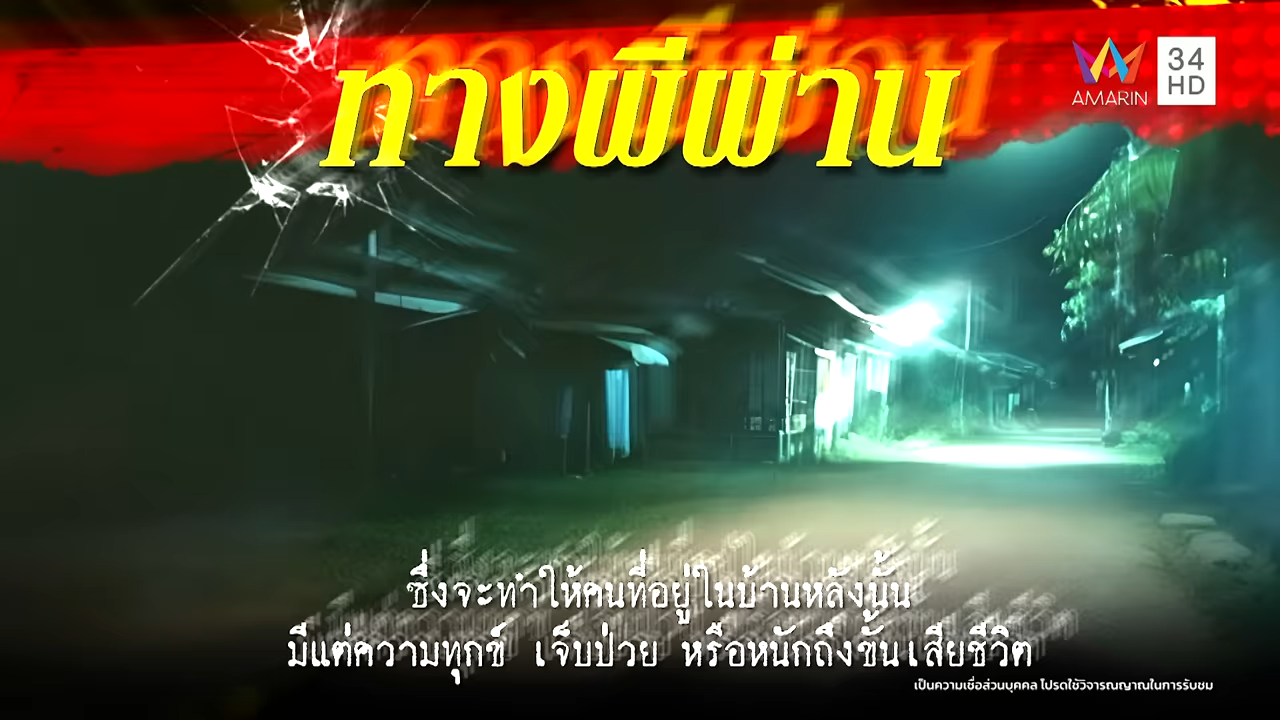 ทางผีผ่าน
AMARIN
34
HD
ซึ่งจะทำให้คนที่อยู่ในบ้านหลังนั้น
มีแต่ความทุกข์ เจ็บป่วย หรือหนักถึงขั้นเสียชีวิต
เป็นความเชื่อส่วนบุคคล โปรดใช้วิจารณญาณในการรับชม